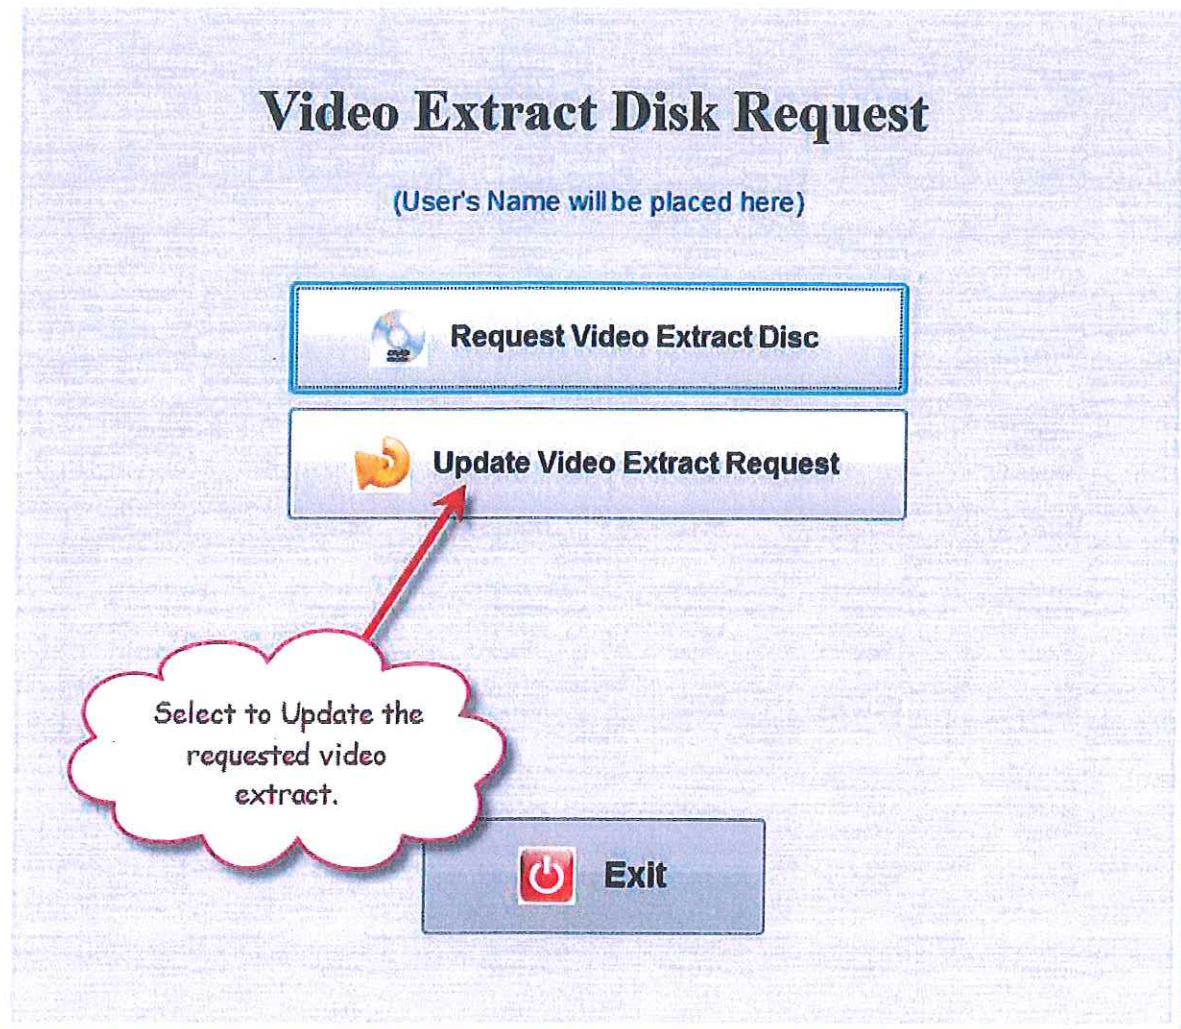 Video Extract Disk Request
(User's Name will be placed here)
Request Video Extract Disc
Update Video Extract Request
Select to Update the
requested video
extract.
Exit